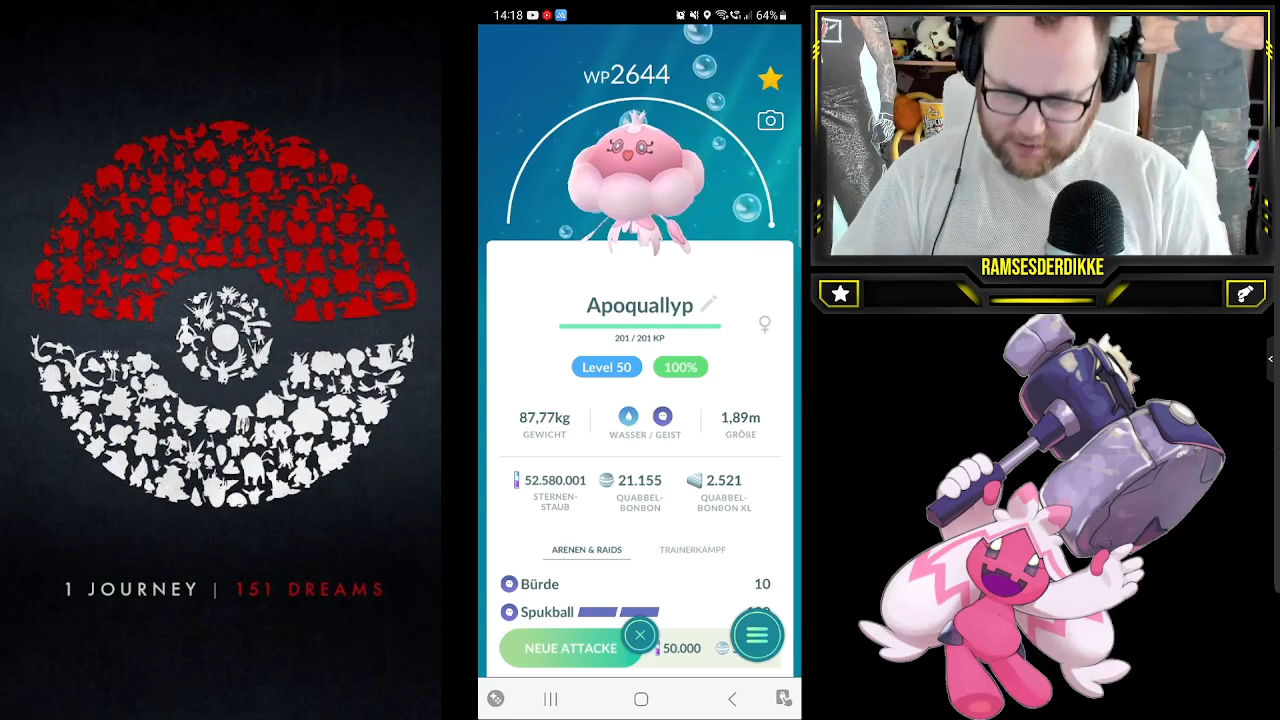 1 JOURNEY | 151 DREAMS
14:18 64%
WP2644
Apoquallyp
201 / 201 KP
Level 50 100%
87,77kg 1,89m
GEWICHT WASSER / GEIST GRÖßE
52.580.001 21.155 2.521
STERNEN-
STAUB
QUABBEL-
BONBON
QUABBEL-
BONBON XL
ARENEN & RAIDS TRAINERKAMPF
Bürde 10
Spukball
NEUE ATTACKE 50.000
RAMSESDERDIKKE